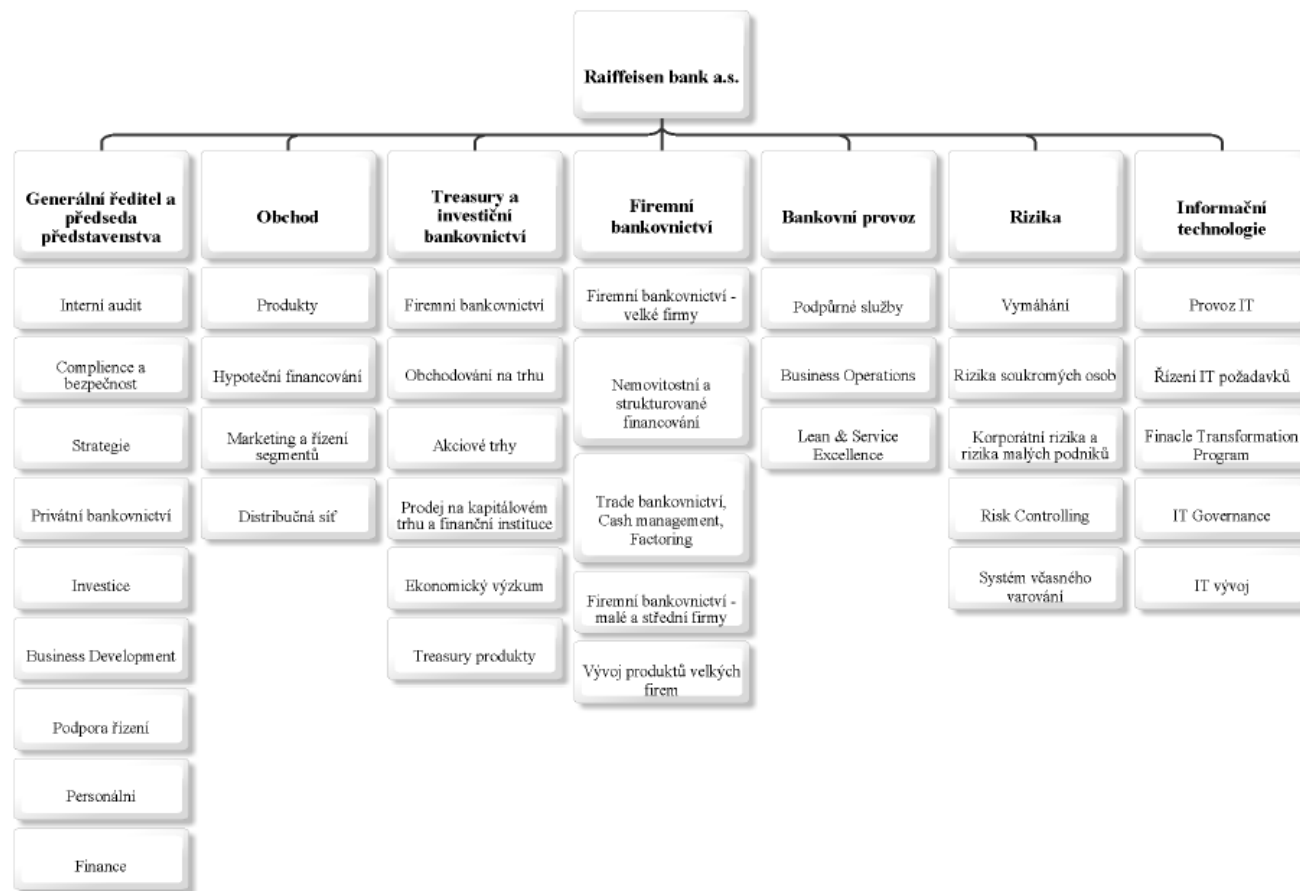 Raiffeisen bank a.s.
Generální ředitel a
předseda
představenstva
Interní audit
Complience a
bezpečnost
Strategie
Privátní bankovnictví
Investice
Business Development
Podpora řízení
Personální
Finance
Obchod
Produkty
Hypoteční financování
Marketing a řízení
segmentů
Distribučná síť
Treasury a
investiční
bankovnictví
Firemní bankovnictví
Obchodování na trhu
Akciové trhy
Prodej na kapitálovém
trhu a finanční instituce
Ekonomický výzkum
Treasury produkty
Firemní
bankovnictví
Firemní bankovnictví -
velké firmy
Nemovitostní a
strukturované
financování
Trade bankovnictví,
Cash management,
Factoring
Firemní bankovnictví -
malé a střední firmy
Vývoj produktů velkých
firem
Bankovní provoz
Podpůrné služby
Business Operations
Lean & Service
Excellence
Rizika
Vymáhání
Rizika soukromých osob
Korporátní rizika a
rizika malých podniků
Risk Controlling
Systém včasného
varování
Informační
technologie
Provoz IT
Řízení IT požadavků
Finacle Transformation
Program
IT Governance
IT vývoj